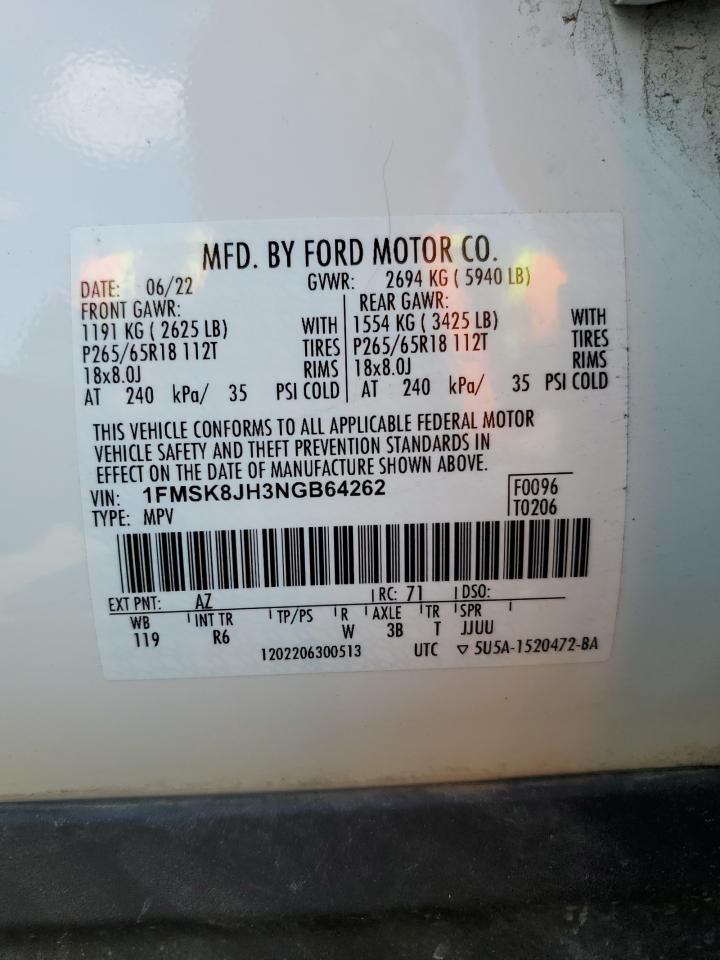 MFD. BY FORD MOTOR CO.
DATE: 06/22 GVWR: 2694 KG ( 5940 LB)
FRONT GAWR: REAR GAWR:
1191 KG ( 2625 LB) WITH 1554 KG ( 3425 LB) WITH
P265/65R18 112T TIRES P265/65R18 112T TIRES
18x8.0J RIMS 18x8.0J RIMS
AT 240 kPa/ 35 PSI COLD AT 240 kPa/ 35 PSI COLD
THIS VEHICLE CONFORMS TO ALL APPLICABLE FEDERAL MOTOR
VEHICLE SAFETY AND THEFT PREVENTION STANDARDS IN
EFFECT ON THE DATE OF MANUFACTURE SHOWN ABOVE.
VIN: 1FMSK8JH3NGB64262 F0096
TYPE: MPV T0206
EXT PNT: AZ RC: 71 DSO:
WB INT TR TP/PS R AXLE TR SPR
119 R6 W 3B T JJUU
1202206300513 UTC ▽ 5U5A-1520472-BA